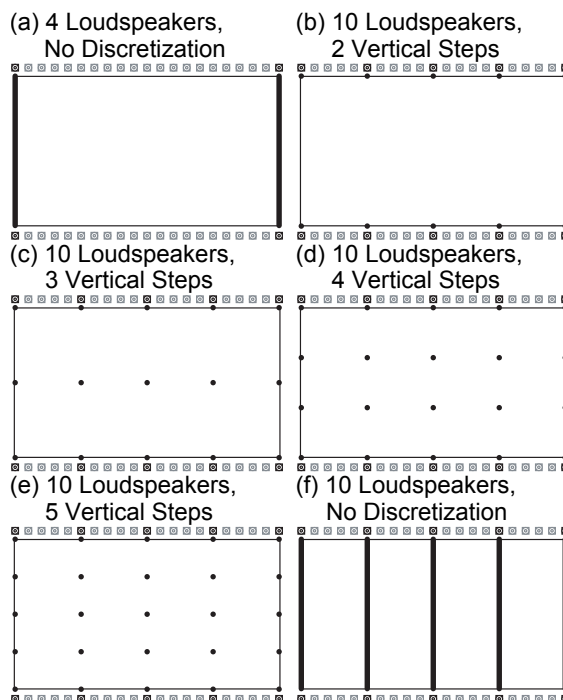 (a) 4 Loudspeakers,
No Discretization
(b) 10 Loudspeakers,
2 Vertical Steps
(c) 10 Loudspeakers,
3 Vertical Steps
(d) 10 Loudspeakers,
4 Vertical Steps
(e) 10 Loudspeakers,
5 Vertical Steps
(f) 10 Loudspeakers,
No Discretization